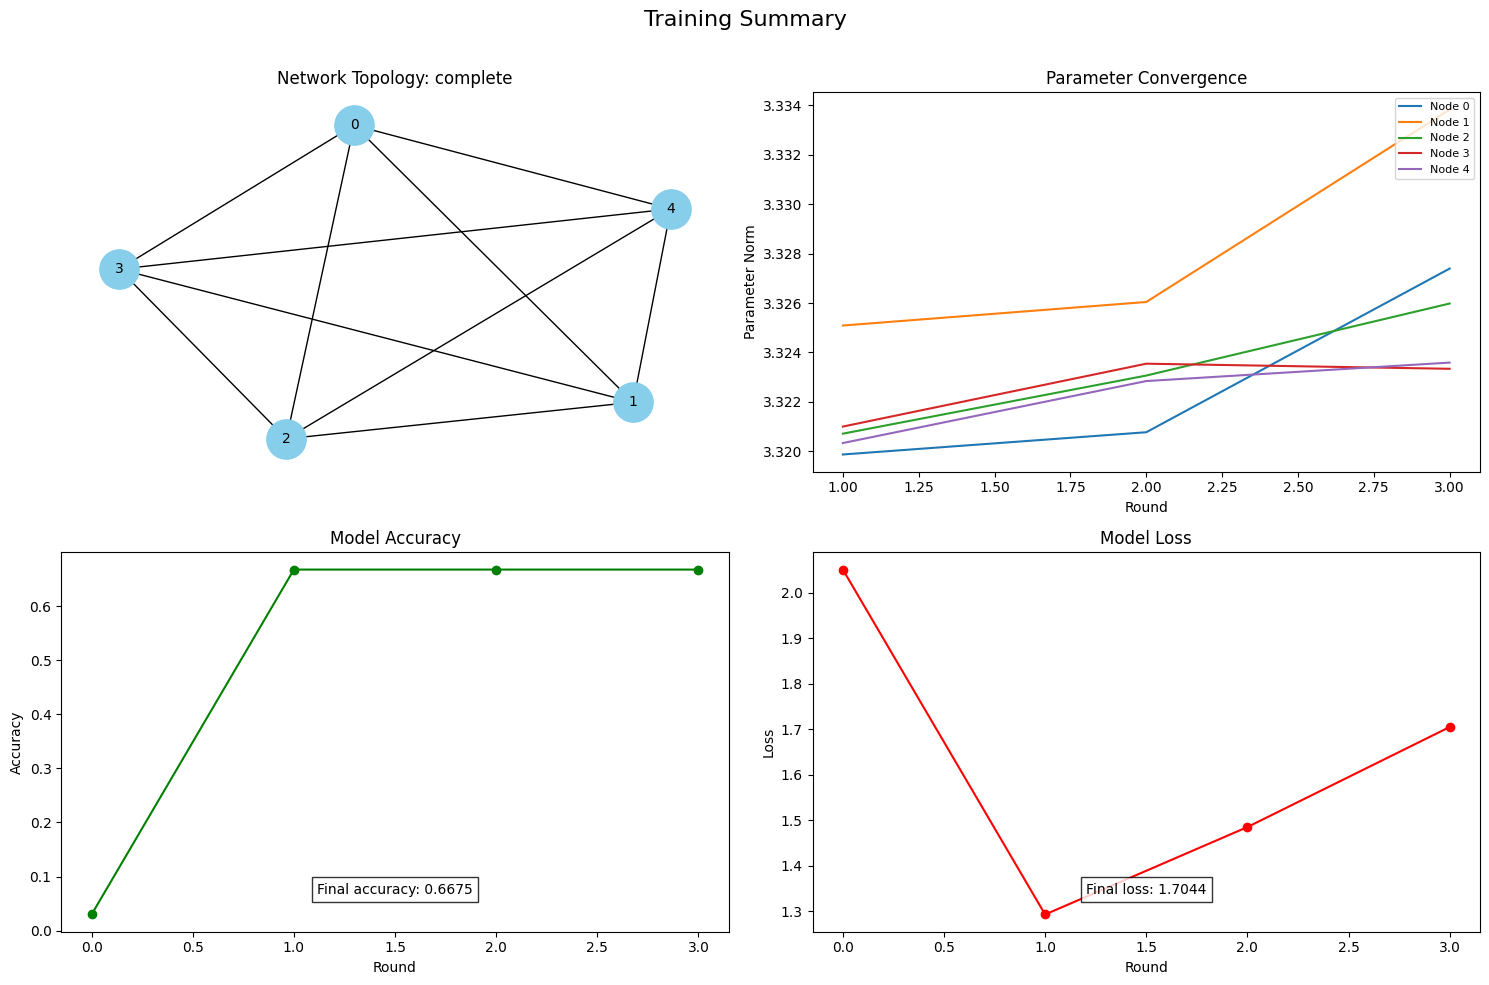 Training Summary
Network Topology: complete
0
4
3
1
2
Parameter Convergence
Parameter Norm
3.334
3.332
3.330
3.328
3.326
3.324
3.322
3.320
Node 0
Node 1
Node 2
Node 3
Node 4
1.00 1.25 1.50 1.75 2.00 2.25 2.50 2.75 3.00
Round
Model Accuracy
Accuracy
0.6
0.5
0.4
0.3
0.2
0.1
0.0
Final accuracy: 0.6675
0.0 0.5 1.0 1.5 2.0 2.5 3.0
Round
Model Loss
Loss
2.0
1.9
1.8
1.7
1.6
1.5
1.4
1.3
Final loss: 1.7044
0.0 0.5 1.0 1.5 2.0 2.5 3.0
Round